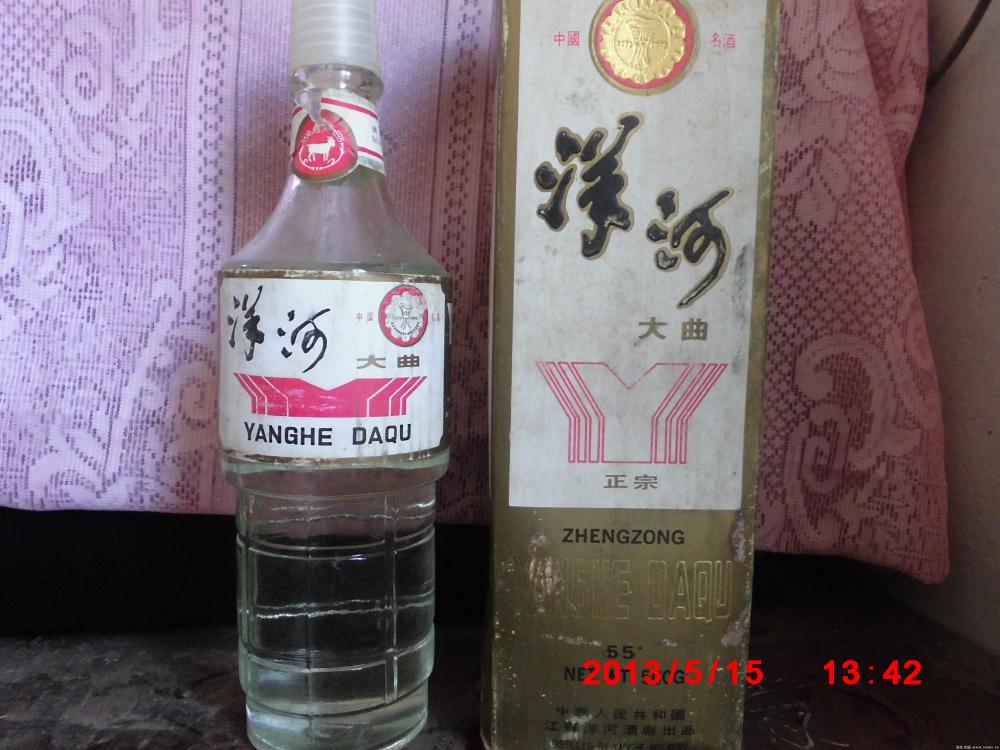 洋河
中國
大曲
YANGHE DAQU
中國 名酒
洋河
大曲
正宗
ZHENGZONG
YANGHE DAQU
55°
2013/5/15 13:42
中華人民共和國
江蘇洋河酒廠出品